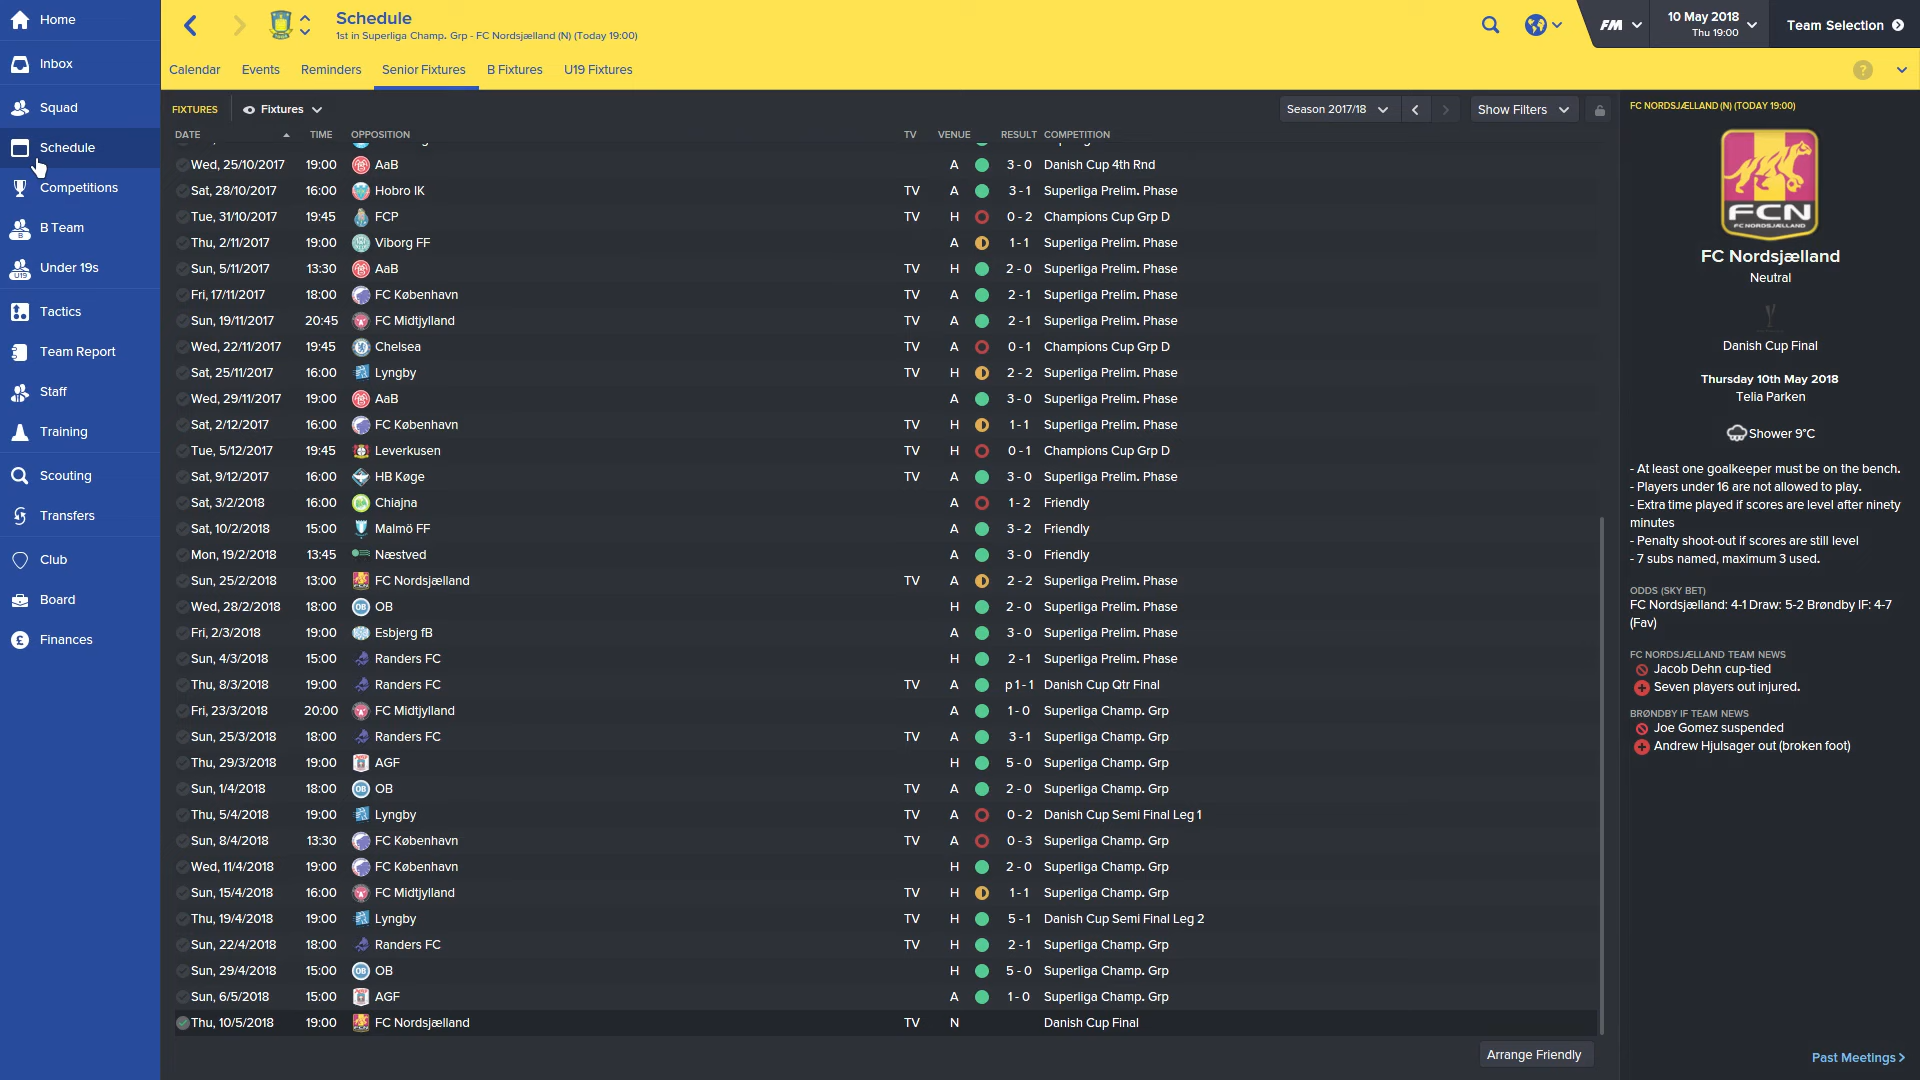 Home
Inbox
Squad
Schedule
Competitions
B Team
Under 19s
Tactics
Team Report
Staff
Training
Scouting
Transfers
Club
Board
Finances
Schedule
1st in Superliga Champ. Grp - FC Nordsjælland (N) (Today 19:00)
FM
10 May 2018
Thu 19:00
Team Selection
Calendar Events Reminders Senior Fixtures B Fixtures U19 Fixtures
FIXTURES Fixtures Season 2017/18 Show Filters
DATE TIME OPPOSITION TV VENUE RESULT COMPETITION
Wed, 25/10/2017 19:00 AaB A 3 - 0 Danish Cup 4th Rnd
Sat, 28/10/2017 16:00 Hobro IK TV A 3 - 1 Superliga Prelim. Phase
Tue, 31/10/2017 19:45 FCP TV H 0 - 2 Champions Cup Grp D
Thu, 2/11/2017 19:00 Viborg FF A 1 - 1 Superliga Prelim. Phase
Sun, 5/11/2017 13:30 AaB TV H 2 - 0 Superliga Prelim. Phase
Fri, 17/11/2017 18:00 FC København TV A 2 - 1 Superliga Prelim. Phase
Sun, 19/11/2017 20:45 FC Midtjylland TV A 2 - 1 Superliga Prelim. Phase
Wed, 22/11/2017 19:45 Chelsea TV A 0 - 1 Champions Cup Grp D
Sat, 25/11/2017 16:00 Lyngby TV H 2 - 2 Superliga Prelim. Phase
Wed, 29/11/2017 19:00 AaB A 3 - 0 Superliga Prelim. Phase
Sat, 2/12/2017 16:00 FC København TV H 1 - 1 Superliga Prelim. Phase
Tue, 5/12/2017 19:45 Leverkusen TV H 0 - 1 Champions Cup Grp D
Sat, 9/12/2017 16:00 HB Køge TV A 3 - 0 Superliga Prelim. Phase
Sat, 3/2/2018 16:00 Chiajna A 1 - 2 Friendly
Sat, 10/2/2018 15:00 Malmö FF A 3 - 2 Friendly
Mon, 19/2/2018 13:45 Næstved A 3 - 0 Friendly
Sun, 25/2/2018 13:00 FC Nordsjælland TV A 2 - 2 Superliga Prelim. Phase
Wed, 28/2/2018 18:00 OB H 2 - 0 Superliga Prelim. Phase
Fri, 2/3/2018 19:00 Esbjerg fB A 3 - 0 Superliga Prelim. Phase
Sun, 4/3/2018 15:00 Randers FC H 2 - 1 Superliga Prelim. Phase
Thu, 8/3/2018 19:00 Randers FC TV A p 1 - 1 Danish Cup Qtr Final
Fri, 23/3/2018 20:00 FC Midtjylland A 1 - 0 Superliga Champ. Grp
Sun, 25/3/2018 18:00 Randers FC TV A 3 - 1 Superliga Champ. Grp
Thu, 29/3/2018 19:00 AGF H 5 - 0 Superliga Champ. Grp
Sun, 1/4/2018 18:00 OB TV A 2 - 0 Superliga Champ. Grp
Thu, 5/4/2018 19:00 Lyngby TV A 0 - 2 Danish Cup Semi Final Leg 1
Sun, 8/4/2018 13:30 FC København TV A 0 - 3 Superliga Champ. Grp
Wed, 11/4/2018 19:00 FC København H 2 - 0 Superliga Champ. Grp
Sun, 15/4/2018 16:00 FC Midtjylland TV H 1 - 1 Superliga Champ. Grp
Thu, 19/4/2018 19:00 Lyngby TV H 5 - 1 Danish Cup Semi Final Leg 2
Sun, 22/4/2018 18:00 Randers FC TV H 2 - 1 Superliga Champ. Grp
Sun, 29/4/2018 15:00 OB H 5 - 0 Superliga Champ. Grp
Sun, 6/5/2018 15:00 AGF A 1 - 0 Superliga Champ. Grp
Thu, 10/5/2018 19:00 FC Nordsjælland TV N Danish Cup Final
Arrange Friendly
FC NORDSJÆLLAND (N) (TODAY 19:00)
FCN
FC NORDSJÆLLAND
FC Nordsjælland
Neutral
Danish Cup Final
Thursday 10th May 2018
Telia Parken
Shower 9°C
- At least one goalkeeper must be on the bench.
- Players under 16 are not allowed to play.
- Extra time played if scores are level after ninety
minutes
- Penalty shoot-out if scores are still level
- 7 subs named, maximum 3 used.
ODDS (SKY BET)
FC Nordsjælland: 4-1 Draw: 5-2 Brøndby IF: 4-7
(Fav)
FC NORDSJÆLLAND TEAM NEWS
Jacob Dehn cup-tied
Seven players out injured.
BRØNDBY IF TEAM NEWS
Joe Gomez suspended
Andrew Hjulsager out (broken foot)
Past Meetings >